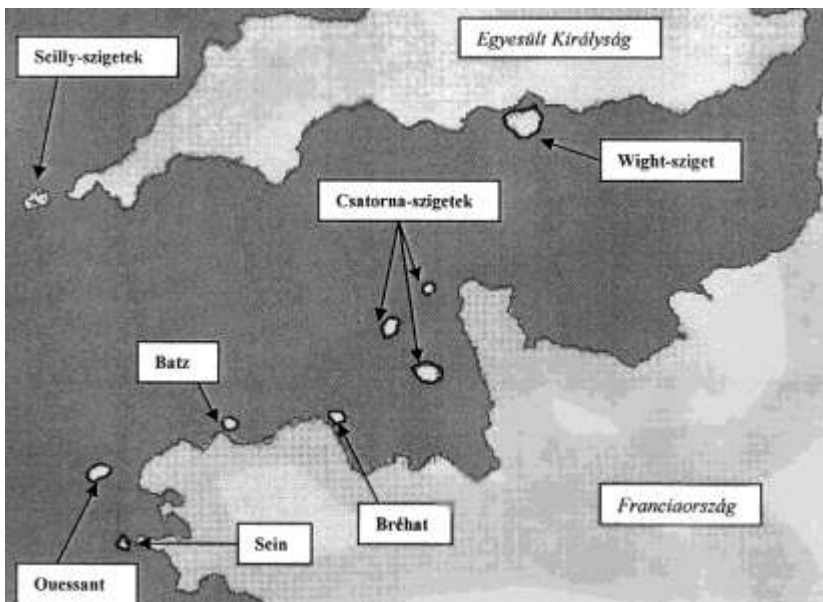 Egyesült Királyság
Scilly-szigetek
Wight-sziget
Csatorna-szigetek
Batz
Franciaország
Bréhat
Sein
Ouessant